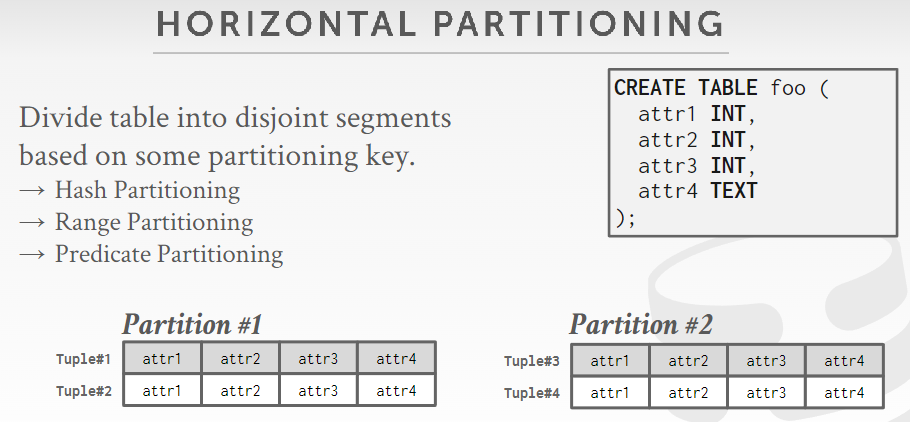 HORIZONTAL PARTITIONING
Divide table into disjoint segments
based on some partitioning key.
→ Hash Partitioning
→ Range Partitioning
→ Predicate Partitioning
CREATE TABLE foo (
attr1 INT,
attr2 INT,
attr3 INT,
attr4 TEXT
);
Partition #1
Tuple#1 attr1 attr2 attr3 attr4
Tuple#2 attr1 attr2 attr3 attr4
Partition #2
Tuple#3 attr1 attr2 attr3 attr4
Tuple#4 attr1 attr2 attr3 attr4